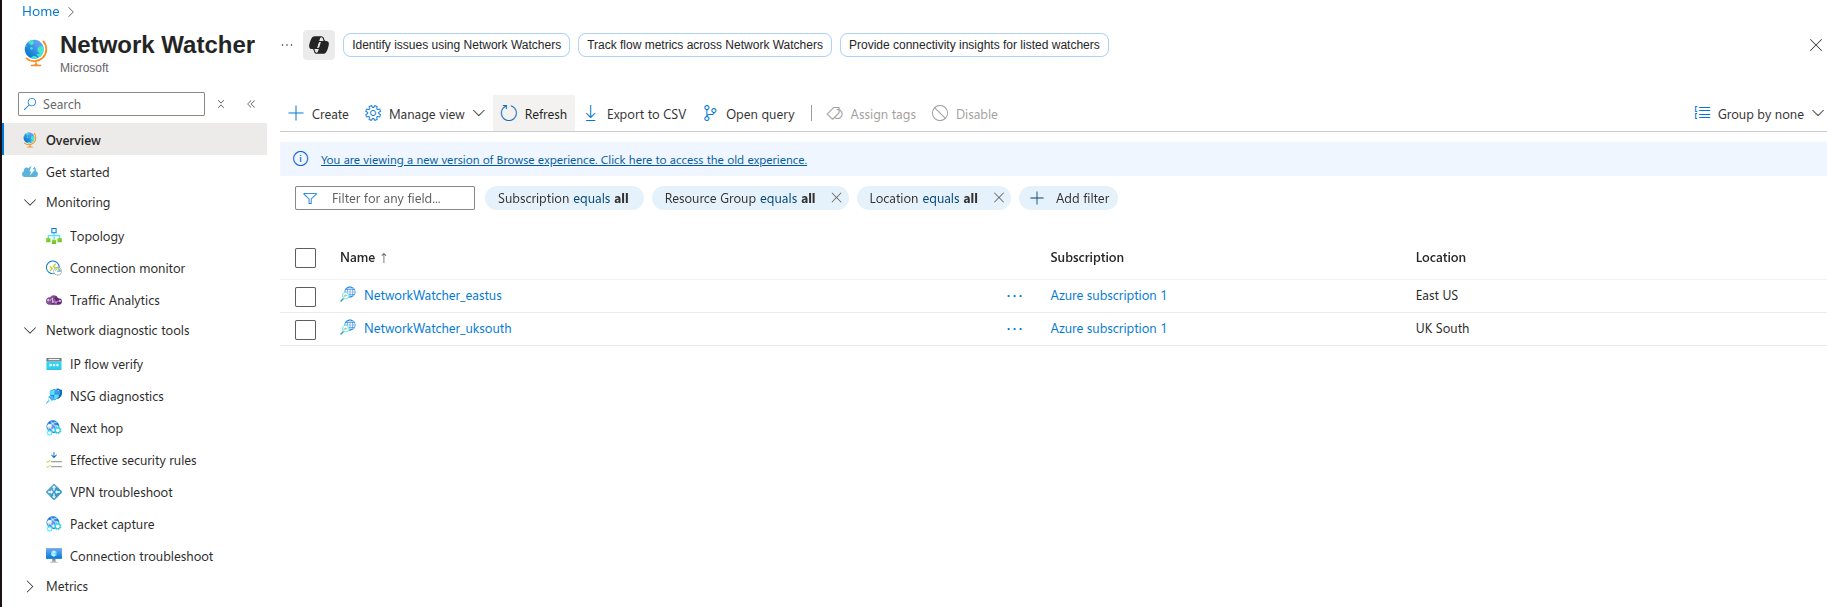 Home
Network Watcher
Microsoft
Identify issues using Network Watchers
Track flow metrics across Network Watchers
Provide connectivity insights for listed watchers
Search
Overview
Get started
Monitoring
Topology
Connection monitor
Traffic Analytics
Network diagnostic tools
IP flow verify
NSG diagnostics
Next hop
Effective security rules
VPN troubleshoot
Packet capture
Connection troubleshoot
Metrics
Create Manage view Refresh Export to CSV Open query Assign tags Disable Group by none
You are viewing a new version of Browse experience. Click here to access the old experience.
Filter for any field... Subscription equals all Resource Group equals all Location equals all Add filter
Name ↑ Subscription Location
NetworkWatcher_eastus ... Azure subscription 1 East US
NetworkWatcher_uksouth ... Azure subscription 1 UK South